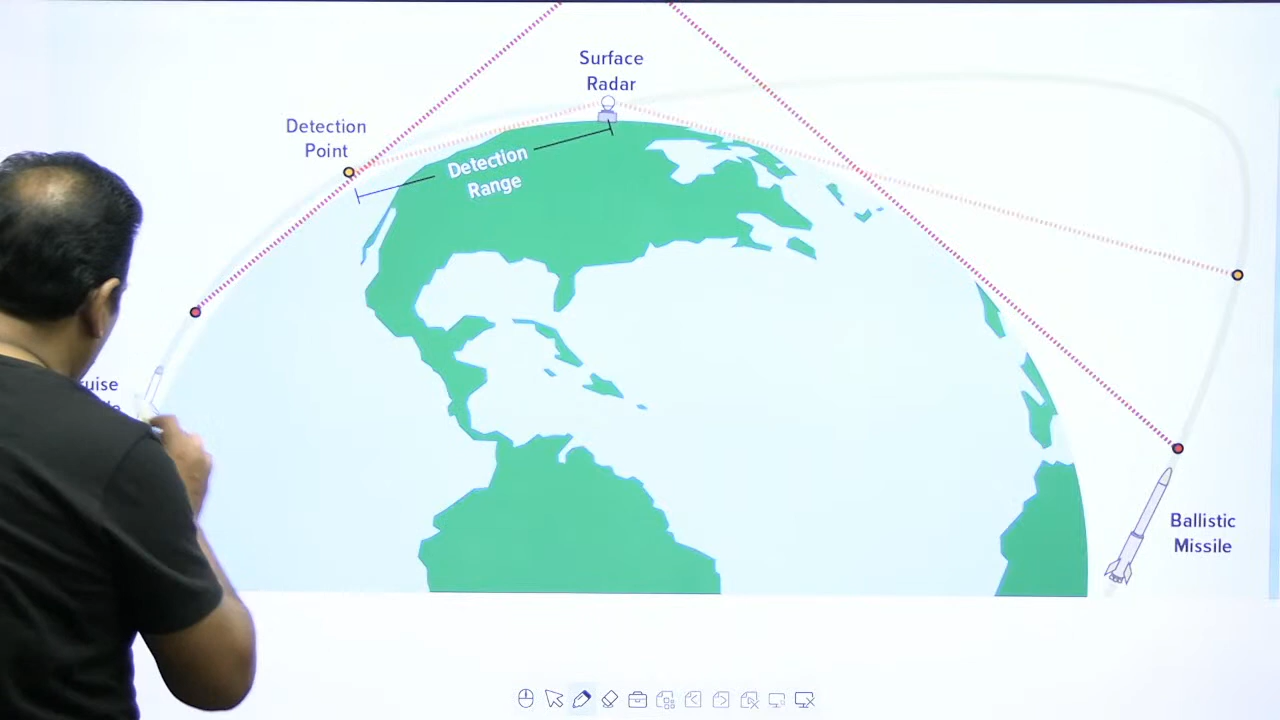 Surface
Radar
Detection
Point
Detection
Range
Ballistic
Missile